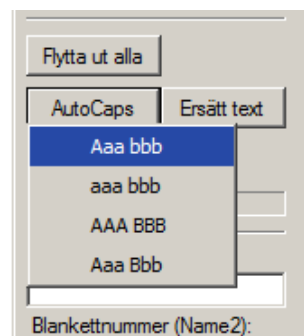 Flytta ut alla
AutoCaps Ersätt text
Aaa bbb
aaa bbb
AAA BBB
Aaa Bbb
Blankettnummer (Name2):